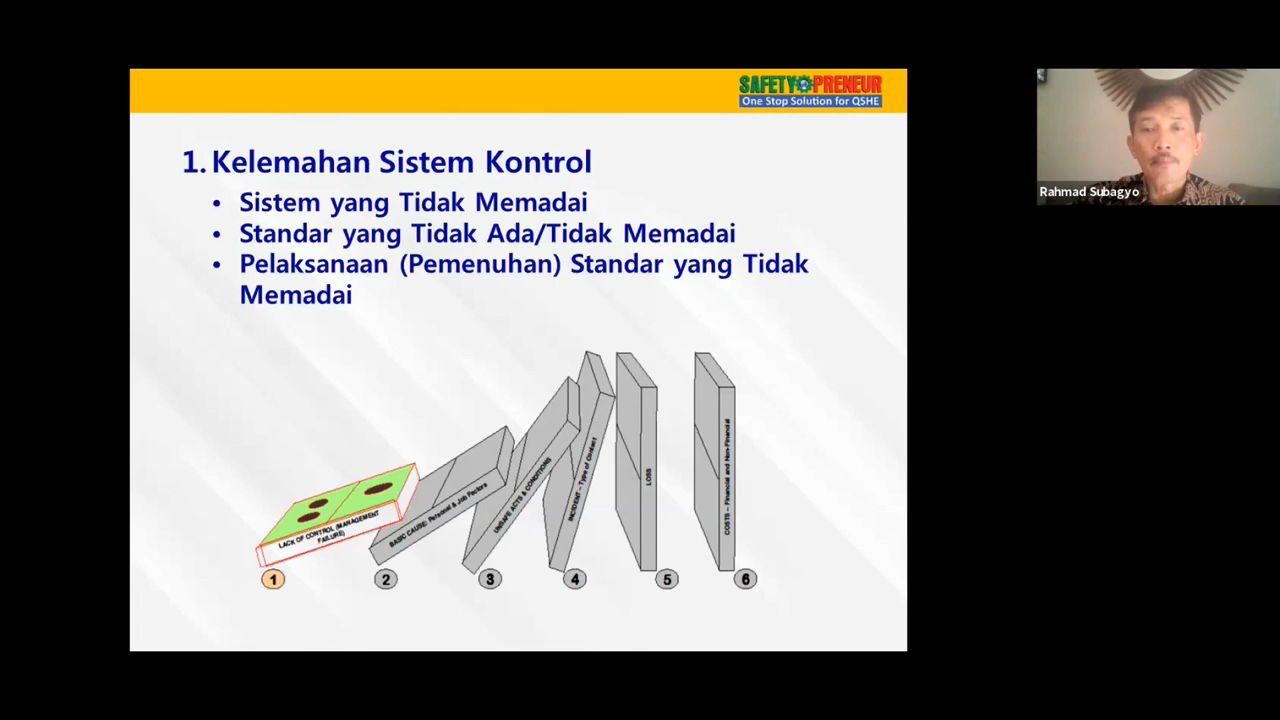 SAFETY PRENEUR
One Stop Solution for QSHE
1. Kelemahan Sistem Kontrol
• Sistem yang Tidak Memadai
• Standar yang Tidak Ada/Tidak Memadai
• Pelaksanaan (Pemenuhan) Standar yang Tidak
Memadai
Rahmad Subagyo
LACK OF CONTROL (MANAGEMENT
FAILURE)
BASIC CAUSE: Personal & Job Factors
UNSAFE ACTS & CONDITIONS
INCIDENT – Type of Contact
LOSS
COSTS – Financial and Non-Financial
1
2
3
4
5
6